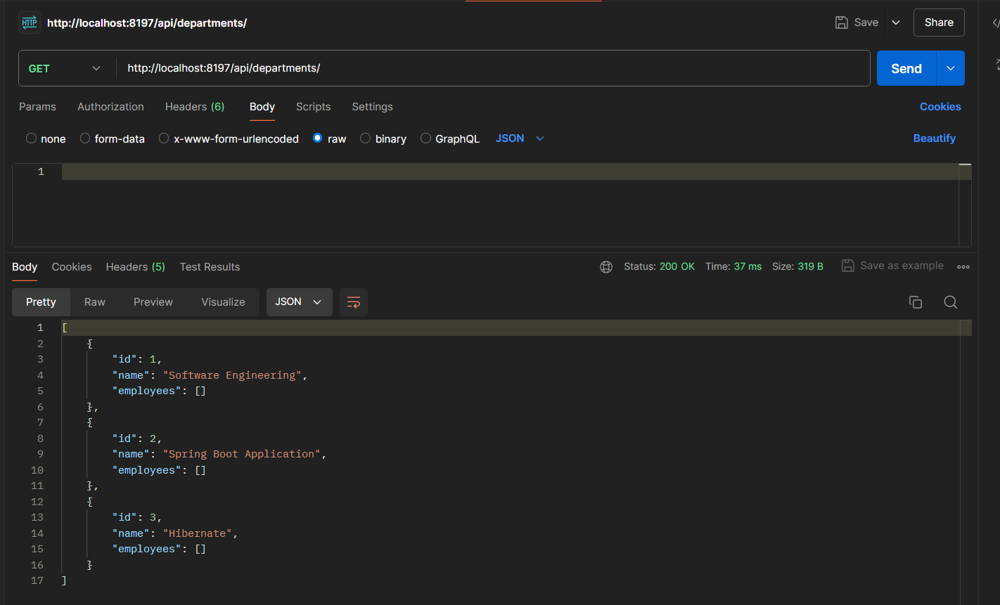 HTTP http://localhost:8197/api/departments/ Save Share
GET http://localhost:8197/api/departments/ Send
Params Authorization Headers (6) Body Scripts Settings Cookies
none form-data x-www-form-urlencoded raw binary GraphQL JSON Beautify
1
Body Cookies Headers (5) Test Results Status: 200 OK Time: 37 ms Size: 319 B Save as example
Pretty Raw Preview Visualize JSON
1 [
2 {
3 "id": 1,
4 "name": "Software Engineering",
5 "employees": []
6 },
7 {
8 "id": 2,
9 "name": "Spring Boot Application",
10 "employees": []
11 },
12 {
13 "id": 3,
14 "name": "Hibernate",
15 "employees": []
16 }
17 ]